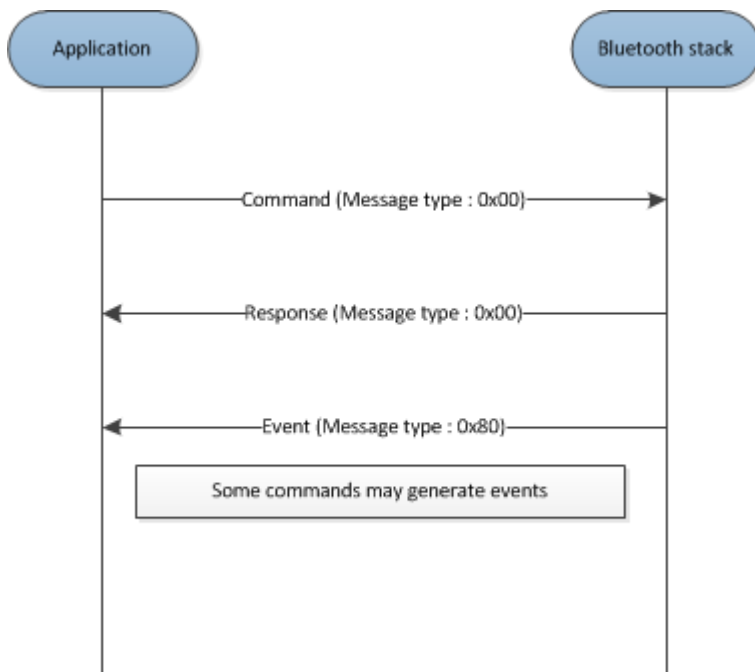 Application
Bluetooth stack
Command (Message type : 0x00)
Response (Message type : 0x00)
Event (Message type : 0x80)
Some commands may generate events